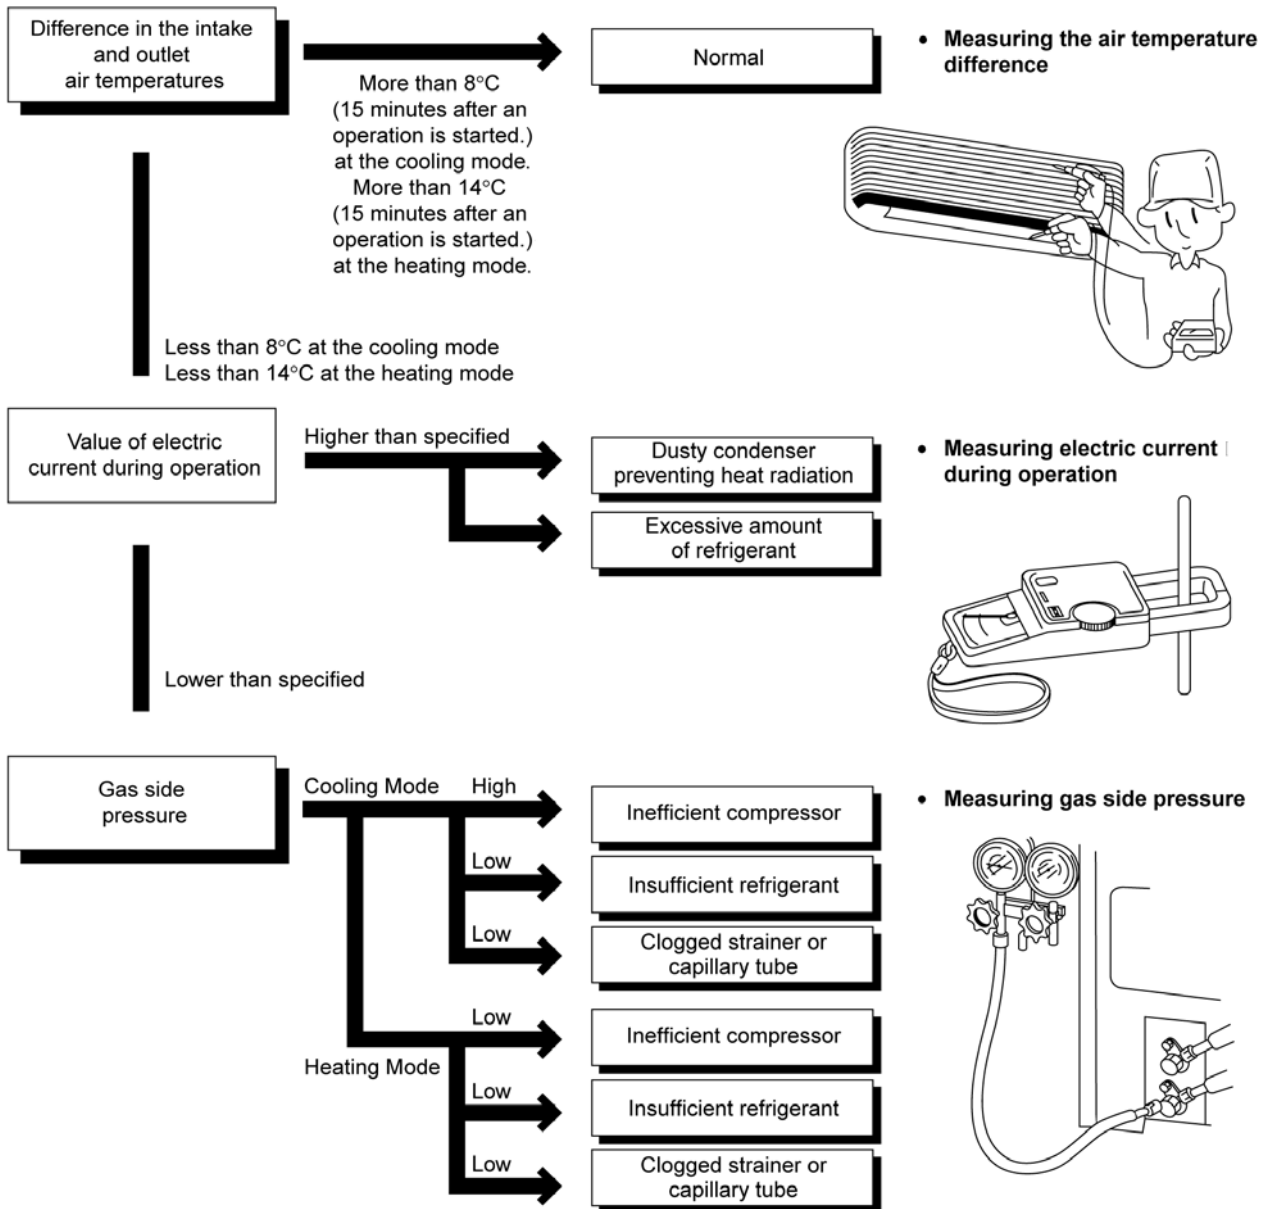 Difference in the intake
and outlet
air temperatures
More than 8°C
(15 minutes after an
operation is started.)
at the cooling mode.
More than 14°C
(15 minutes after an
operation is started.)
at the heating mode.
Normal
• Measuring the air temperature
difference
Less than 8°C at the cooling mode
Less than 14°C at the heating mode
Value of electric
current during operation
Higher than specified
Dusty condenser
preventing heat radiation
Excessive amount
of refrigerant
• Measuring electric current
during operation
Lower than specified
Gas side
pressure
Cooling Mode
High
Inefficient compressor
• Measuring gas side pressure
Low
Insufficient refrigerant
Low
Clogged strainer or
capillary tube
Heating Mode
Low
Inefficient compressor
Low
Insufficient refrigerant
Low
Clogged strainer or
capillary tube